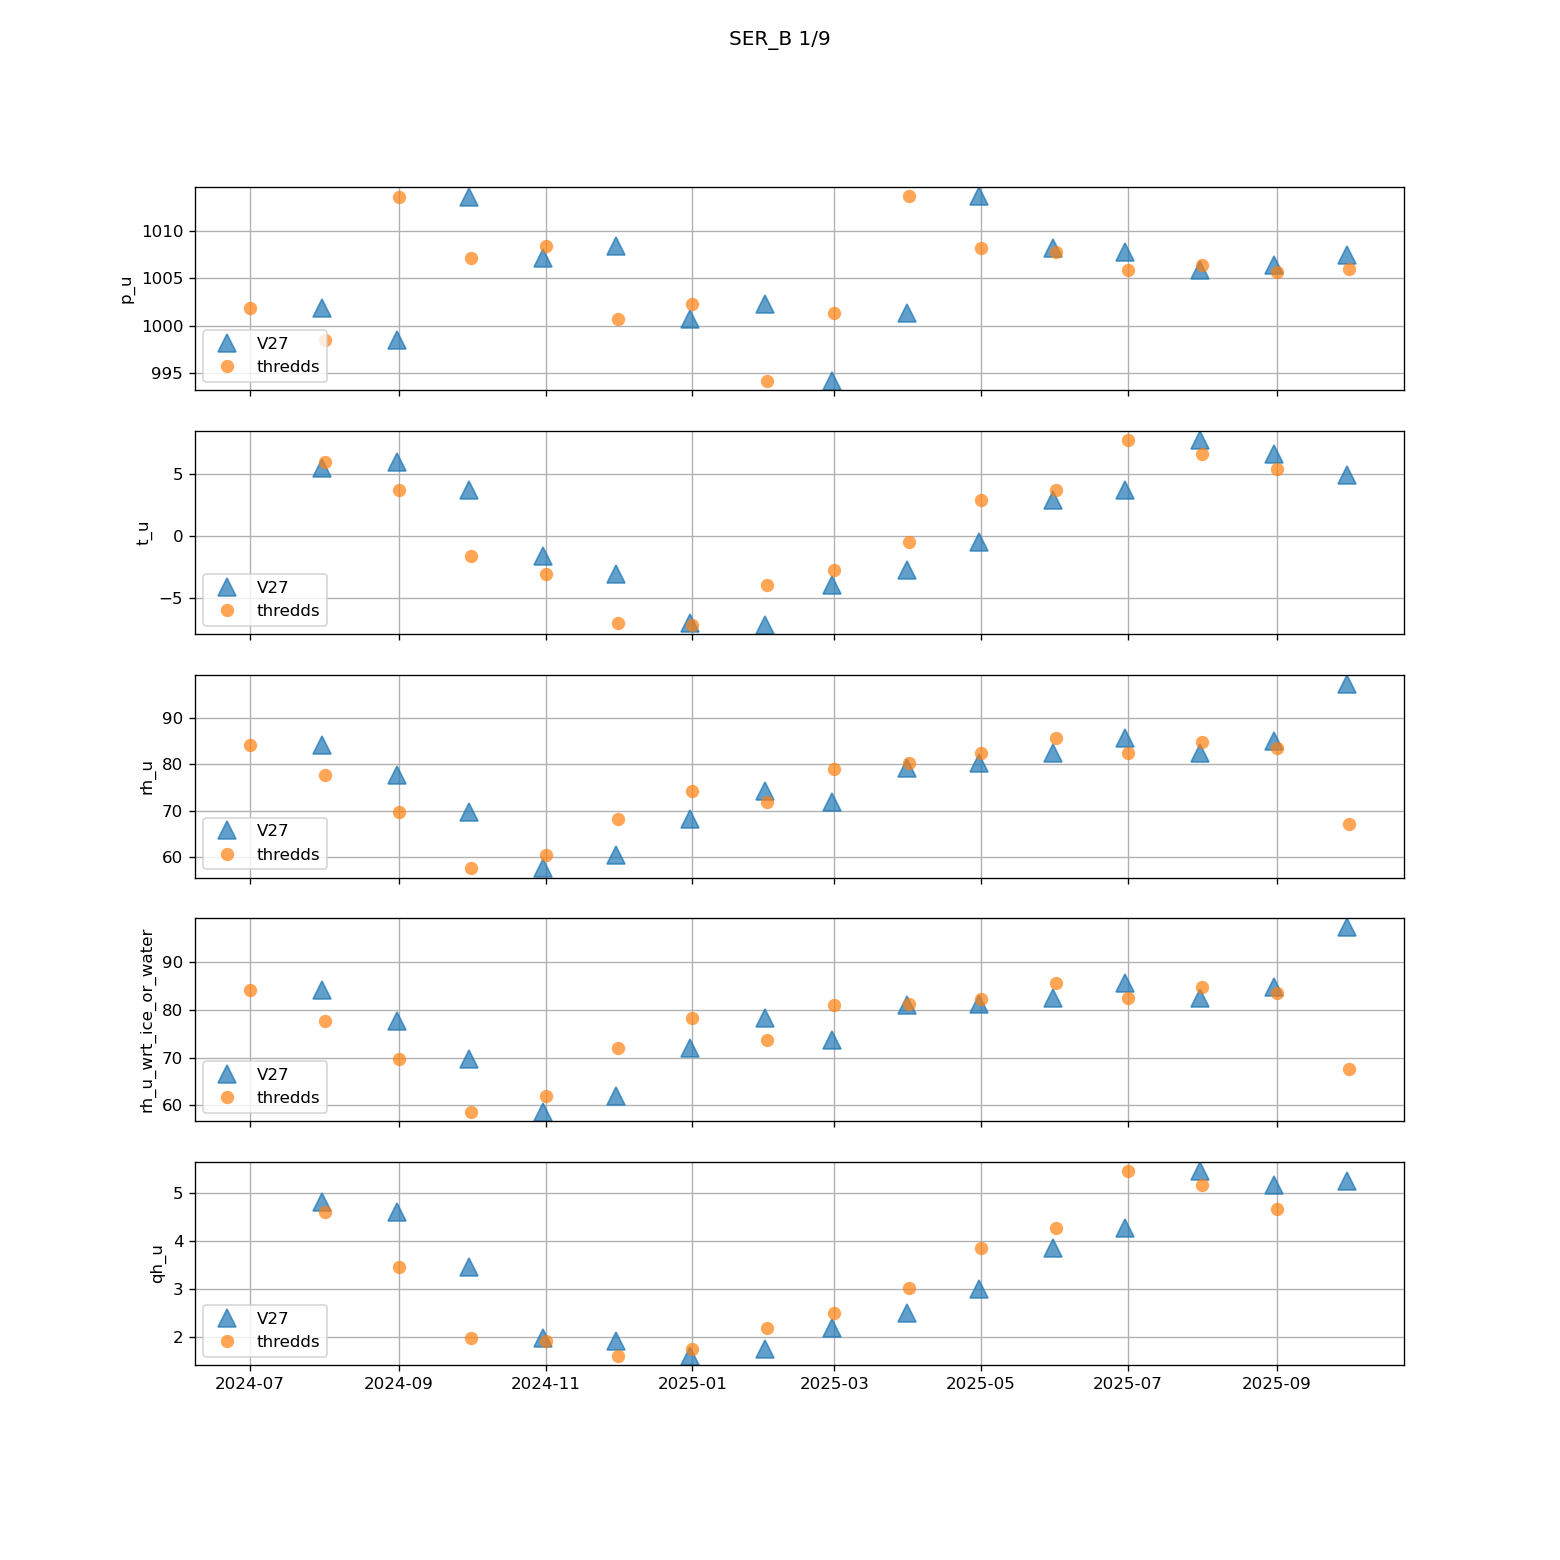 SER_B 1/9
p_u
1010
1005
1000
995
V27
thredds
t_u
5
0
−5
V27
thredds
rh_u
90
80
70
60
V27
thredds
rh_u_wrt_ice_or_water
90
80
70
60
V27
thredds
qh_u
5
4
3
2
V27
thredds
2024-07 2024-09 2024-11 2025-01 2025-03 2025-05 2025-07 2025-09